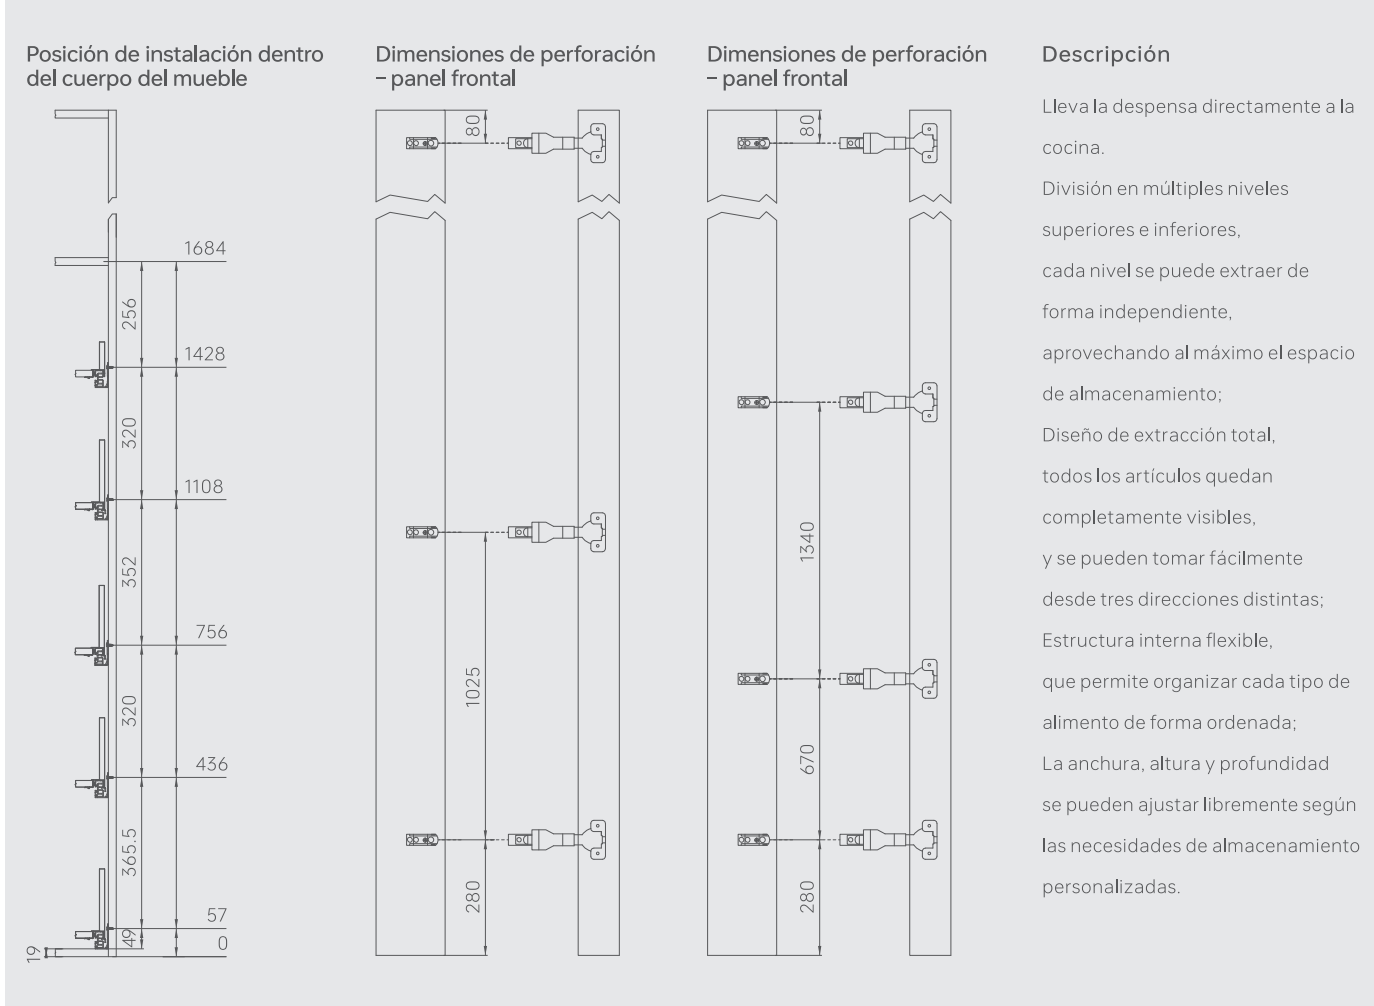 Posición de instalación dentro
del cuerpo del mueble
1684
256
1428
320
1108
352
756
320
436
365.5
57
49
0
19
Dimensiones de perforación
– panel frontal
80
1025
280
Dimensiones de perforación
– panel frontal
80
1340
670
280
Descripción
Lleva la despensa directamente a la
cocina.
División en múltiples niveles
superiores e inferiores,
cada nivel se puede extraer de
forma independiente,
aprovechando al máximo el espacio
de almacenamiento;
Diseño de extracción total,
todos los artículos quedan
completamente visibles,
y se pueden tomar fácilmente
desde tres direcciones distintas;
Estructura interna flexible,
que permite organizar cada tipo de
alimento de forma ordenada;
La anchura, altura y profundidad
se pueden ajustar libremente según
las necesidades de almacenamiento
personalizadas.